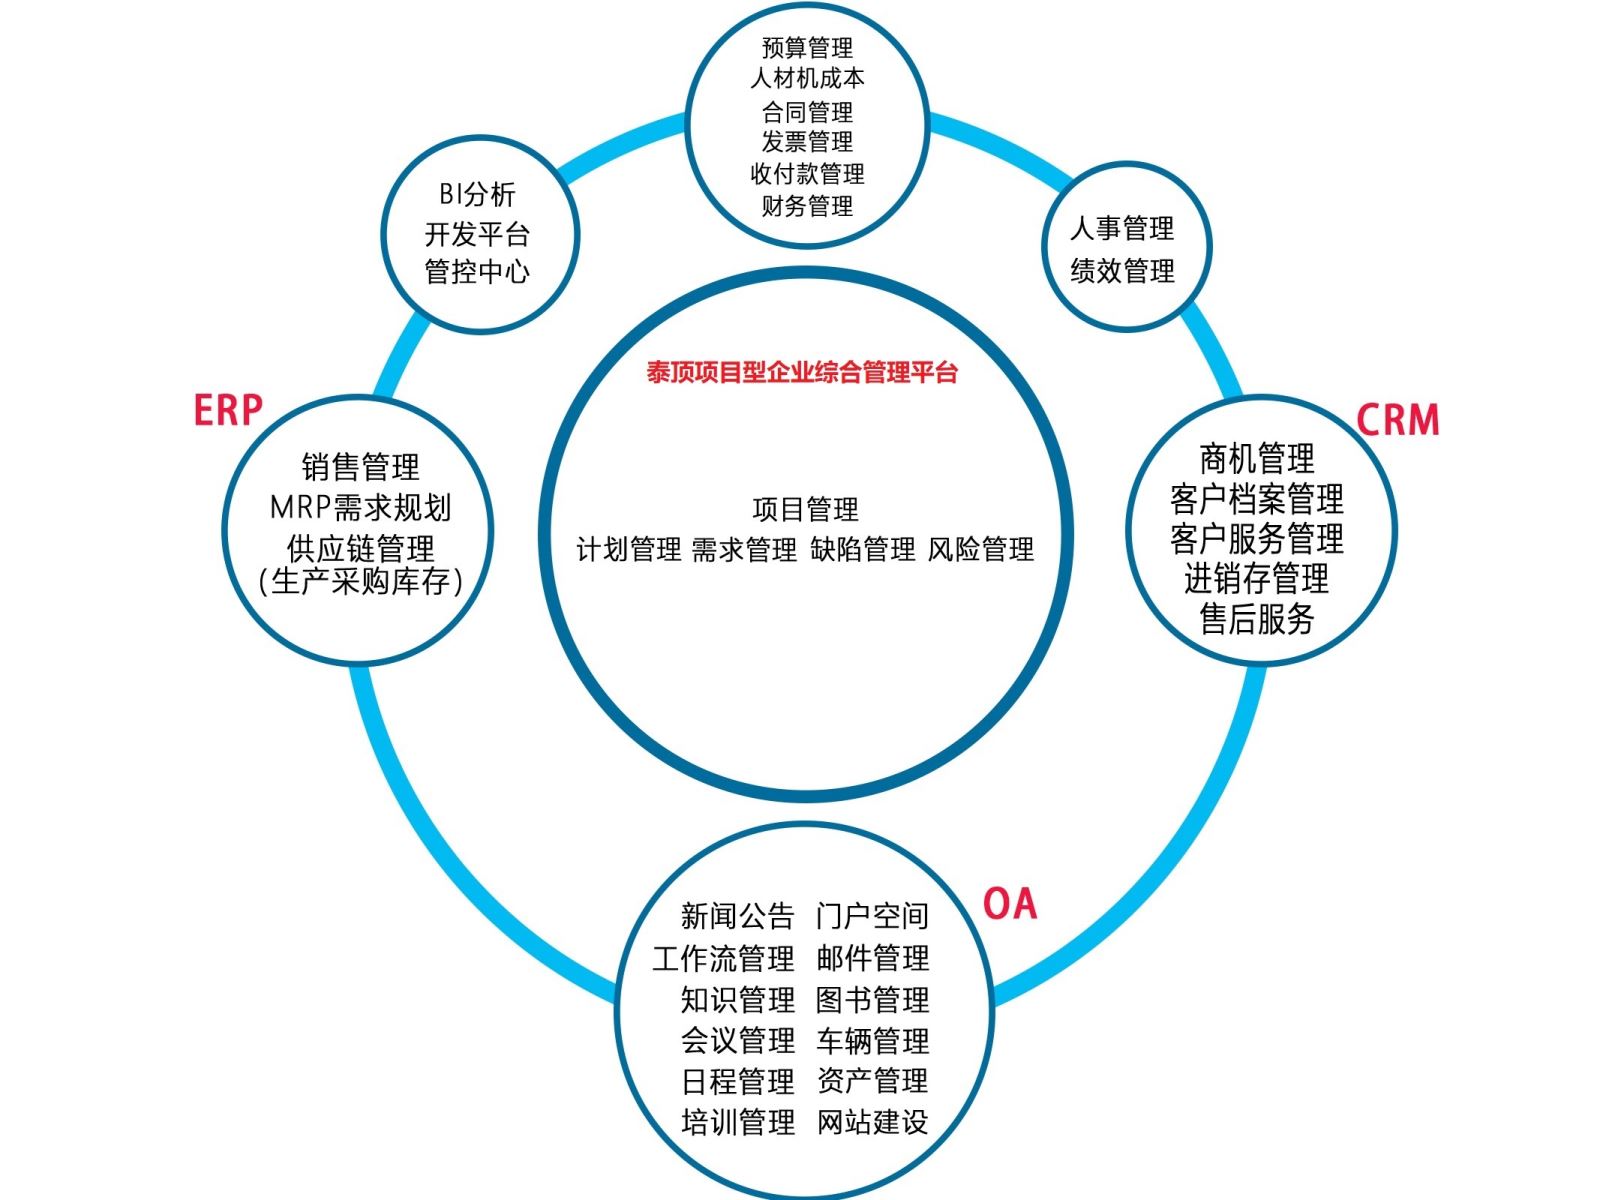 预算管理
人材机成本
合同管理
发票管理
收付款管理
财务管理
BI分析
开发平台
管控中心
人事管理
绩效管理
泰顶项目型企业综合管理平台
项目管理
计划管理 需求管理 缺陷管理 风险管理
ERP
销售管理
MRP需求规划
供应链管理
(生产采购库存)
CRM
商机管理
客户档案管理
客户服务管理
进销存管理
售后服务
OA
新闻公告 门户空间
工作流管理 邮件管理
知识管理 图书管理
会议管理 车辆管理
日程管理 资产管理
培训管理 网站建设